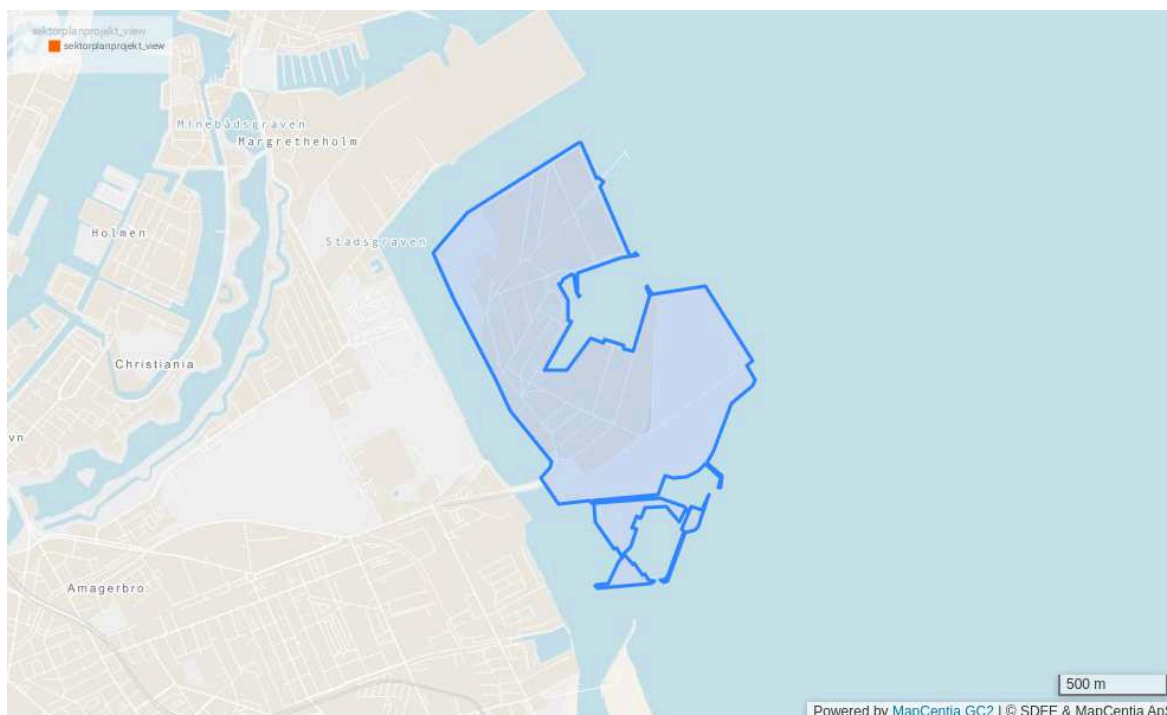 sektorplanprojekt_view
sektorplanprojekt_view
Minebådsgraven
Margretheholm
Holmen
Stadsgraven
Christiania
vn
Amagerbro
500 m
Powered by MapCentia GC2 | © SDFE & MapCentia ApS